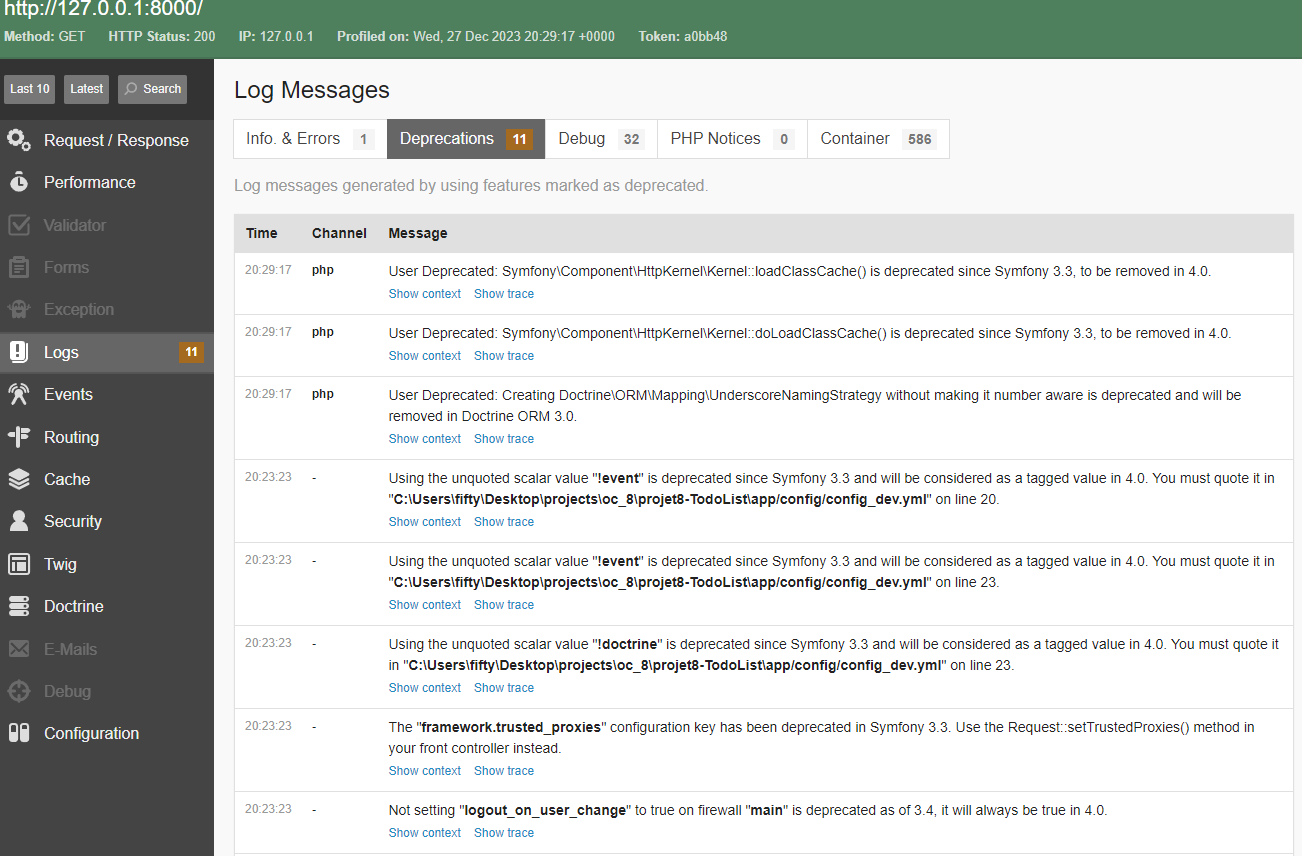 http://127.0.0.1:8000/
Method: GET HTTP Status: 200 IP: 127.0.0.1 Profiled on: Wed, 27 Dec 2023 20:29:17 +0000 Token: a0bb48
Last 10 Latest Search
Request / Response
Performance
Validator
Forms
Exception
Logs 11
Events
Routing
Cache
Security
Twig
Doctrine
E-Mails
Debug
Configuration
Log Messages
Info. & Errors 1 Deprecations 11 Debug 32 PHP Notices 0 Container 586
Log messages generated by using features marked as deprecated.
Time Channel Message
20:29:17 php User Deprecated: Symfony\Component\HttpKernel\Kernel::loadClassCache() is deprecated since Symfony 3.3, to be removed in 4.0.
Show context Show trace
20:29:17 php User Deprecated: Symfony\Component\HttpKernel\Kernel::doLoadClassCache() is deprecated since Symfony 3.3, to be removed in 4.0.
Show context Show trace
20:29:17 php User Deprecated: Creating Doctrine\ORM\Mapping\UnderscoreNamingStrategy without making it number aware is deprecated and will be
removed in Doctrine ORM 3.0.
Show context Show trace
20:23:23 - Using the unquoted scalar value "!event" is deprecated since Symfony 3.3 and will be considered as a tagged value in 4.0. You must quote it in
"C:\Users\fifty\Desktop\projects\oc_8\projet8-TodoList\app/config/config_dev.yml" on line 20.
Show context Show trace
20:23:23 - Using the unquoted scalar value "!event" is deprecated since Symfony 3.3 and will be considered as a tagged value in 4.0. You must quote it in
"C:\Users\fifty\Desktop\projects\oc_8\projet8-TodoList\app/config/config_dev.yml" on line 23.
Show context Show trace
20:23:23 - Using the unquoted scalar value "!doctrine" is deprecated since Symfony 3.3 and will be considered as a tagged value in 4.0. You must quote it
in "C:\Users\fifty\Desktop\projects\oc_8\projet8-TodoList\app/config/config_dev.yml" on line 23.
Show context Show trace
20:23:23 - The "framework.trusted_proxies" configuration key has been deprecated in Symfony 3.3. Use the Request::setTrustedProxies() method in
your front controller instead.
Show context Show trace
20:23:23 - Not setting "logout_on_user_change" to true on firewall "main" is deprecated as of 3.4, it will always be true in 4.0.
Show context Show trace